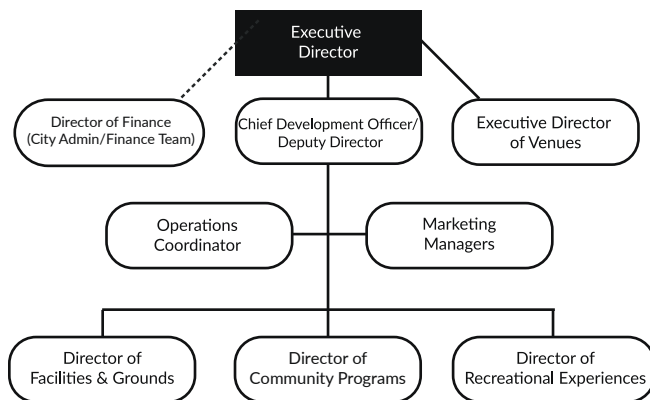 Executive
Director
Director of Finance
(City Admin/Finance Team)
Chief Development Officer/
Deputy Director
Executive Director
of Venues
Operations
Coordinator
Marketing
Managers
Director of
Facilities & Grounds
Director of
Community Programs
Director of
Recreational Experiences